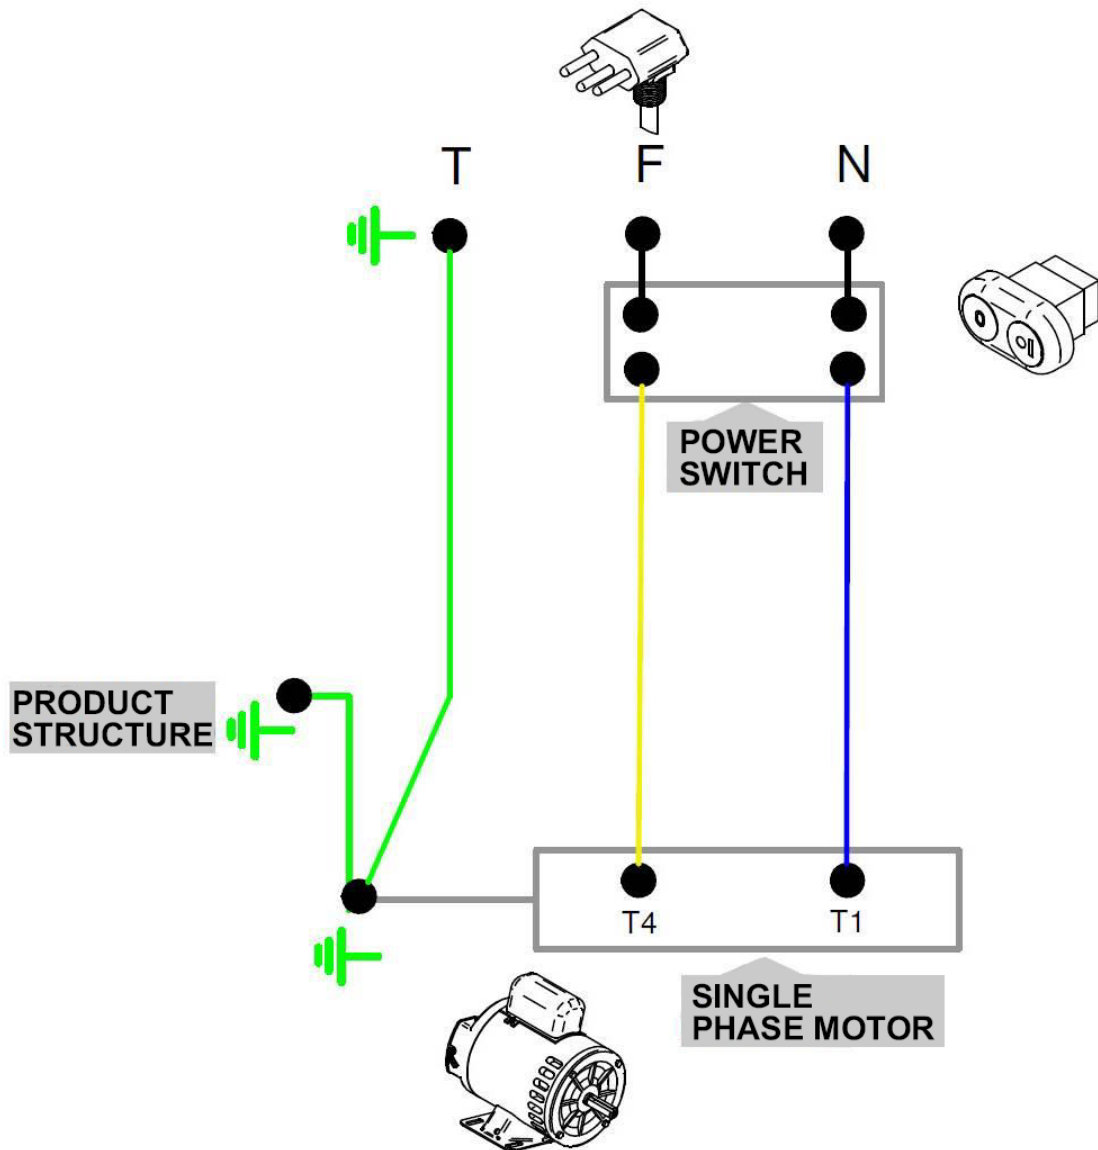 T
F
N
POWER
SWITCH
PRODUCT
STRUCTURE
T4
T1
SINGLE
PHASE MOTOR